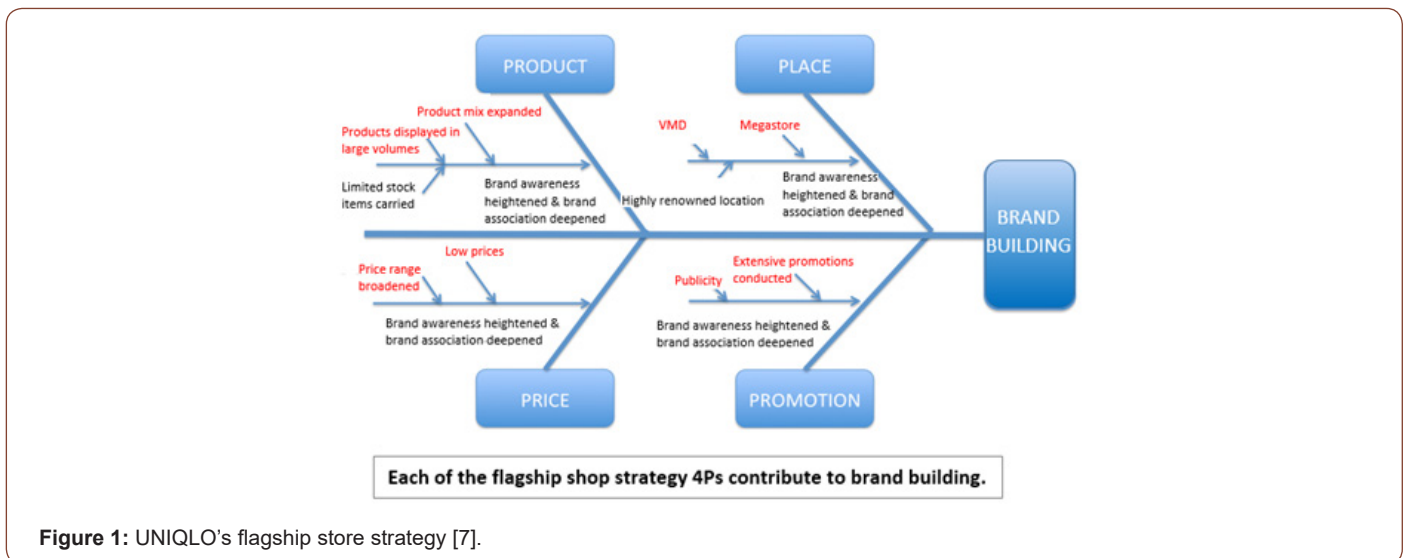 PRODUCT
PLACE
Product mix expanded
Products displayed in
large volumes
Limited stock
items carried
Brand awareness
heightened & brand
association deepened
VMD
Megastore
Highly renowned location
Brand awareness
heightened & brand
association deepened
BRAND
BUILDING
Low prices
Price range
broadened
Brand awareness heightened &
brand association deepened
Extensive promotions
conducted
Publicity
Brand awareness heightened &
brand association deepened
PRICE
PROMOTION
Each of the flagship shop strategy 4Ps contribute to brand building.
Figure 1: UNIQLO's flagship store strategy [7].